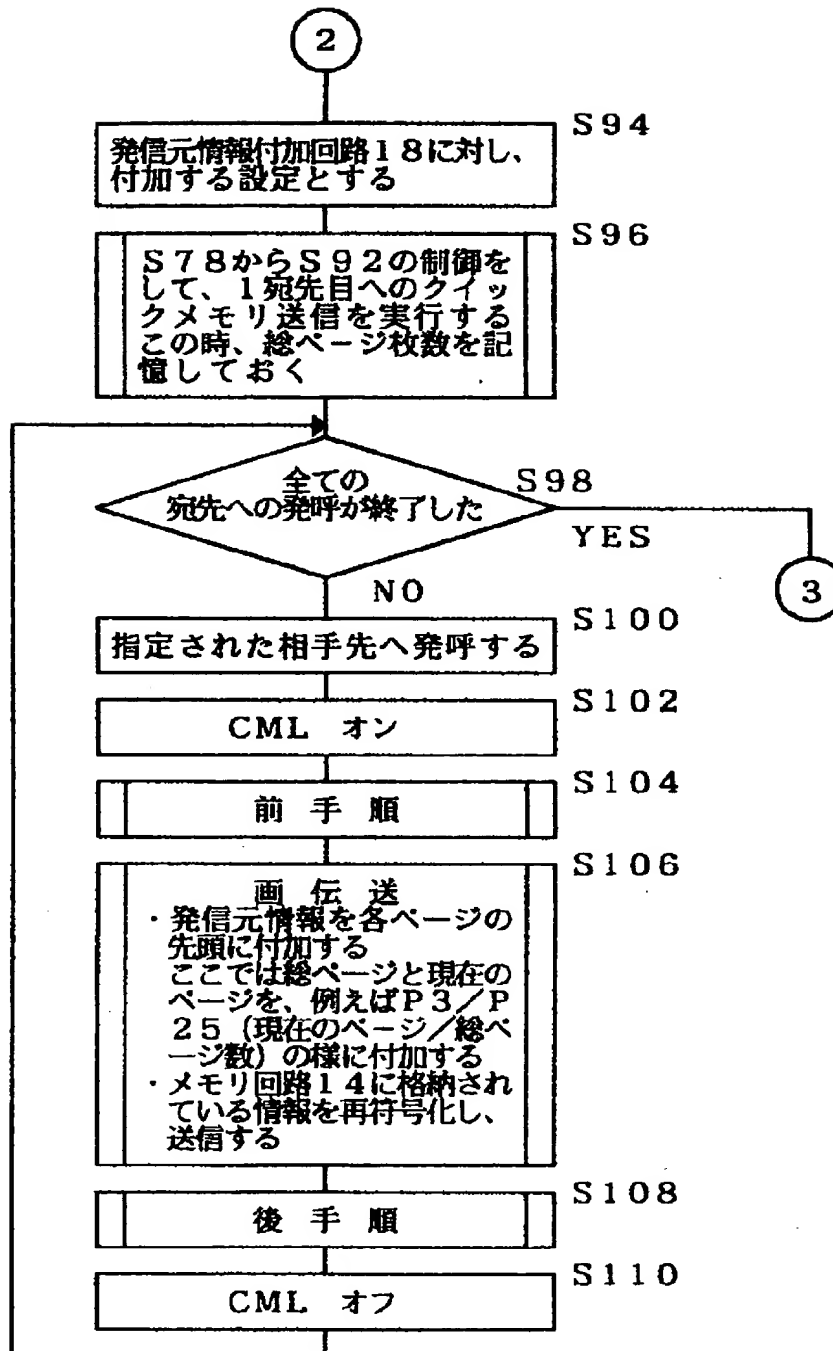 2
S94
発信元情報付加回路18に対し、
付加する設定とする
S96
S78からS92の制御を
して、1宛先目へのクイッ
クメモリ送信を実行する
この時、総ページ枚数を記
憶しておく
全ての
S98
宛先への発呼が終了した
YES
3
NO
S100
指定された相手先へ発呼する
S102
CML オン
S104
前手順
S106
画伝送
・発信元情報を各ページの
先頭に付加する
ここでは総ページと現在の
ページを、例えばP3/P
25(現在のページ/総ペ
ージ数)の様に付加する
・メモリ回路14に格納され
ている情報を再符号化し、
送信する
S108
後手順
S110
CML オフ